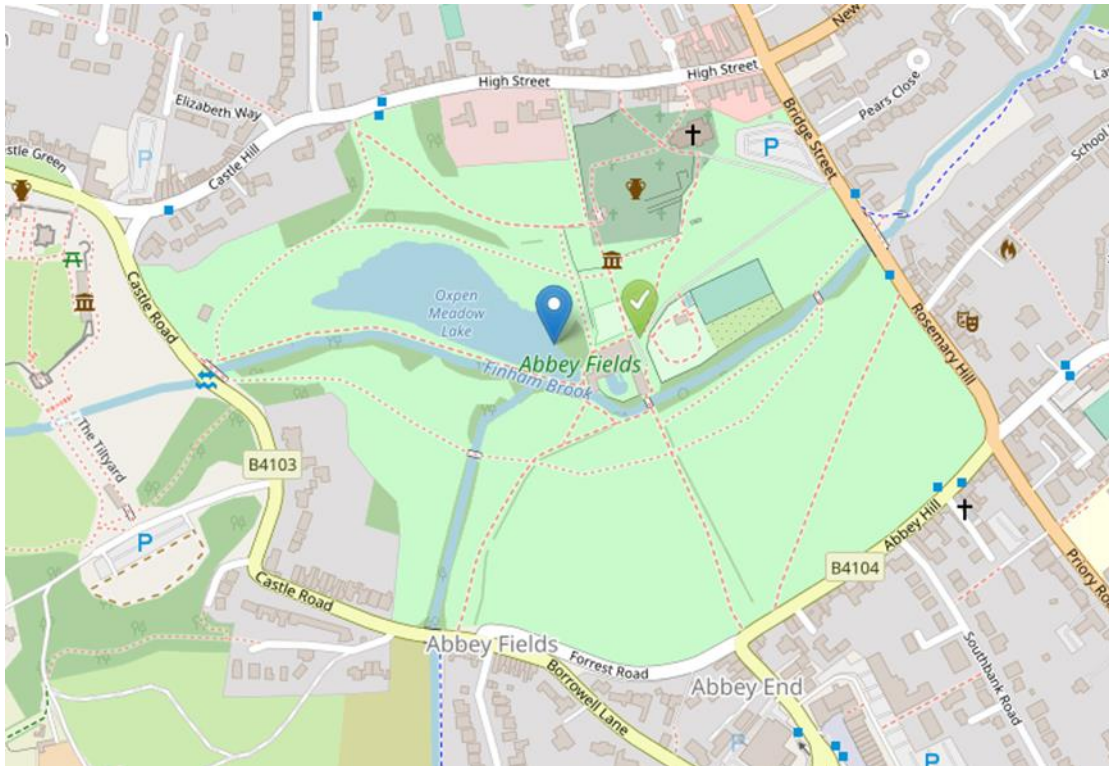 High Street
High Street
New
Elizabeth Way
Pears Close
La
Bridge Street
School
Castle Hill
stle Green
P
P
Oxpen
Meadow
Lake
Castle Road
Rosemary Hill
Abbey Fields
Finham Brook
The Tiltyard
B4103
P
Abbey Hill
B4104
Priory Ro
Castle Road
Abbey Fields
Forrest Road
Southbank Road
Abbey End
Borrowell Lane
P
P